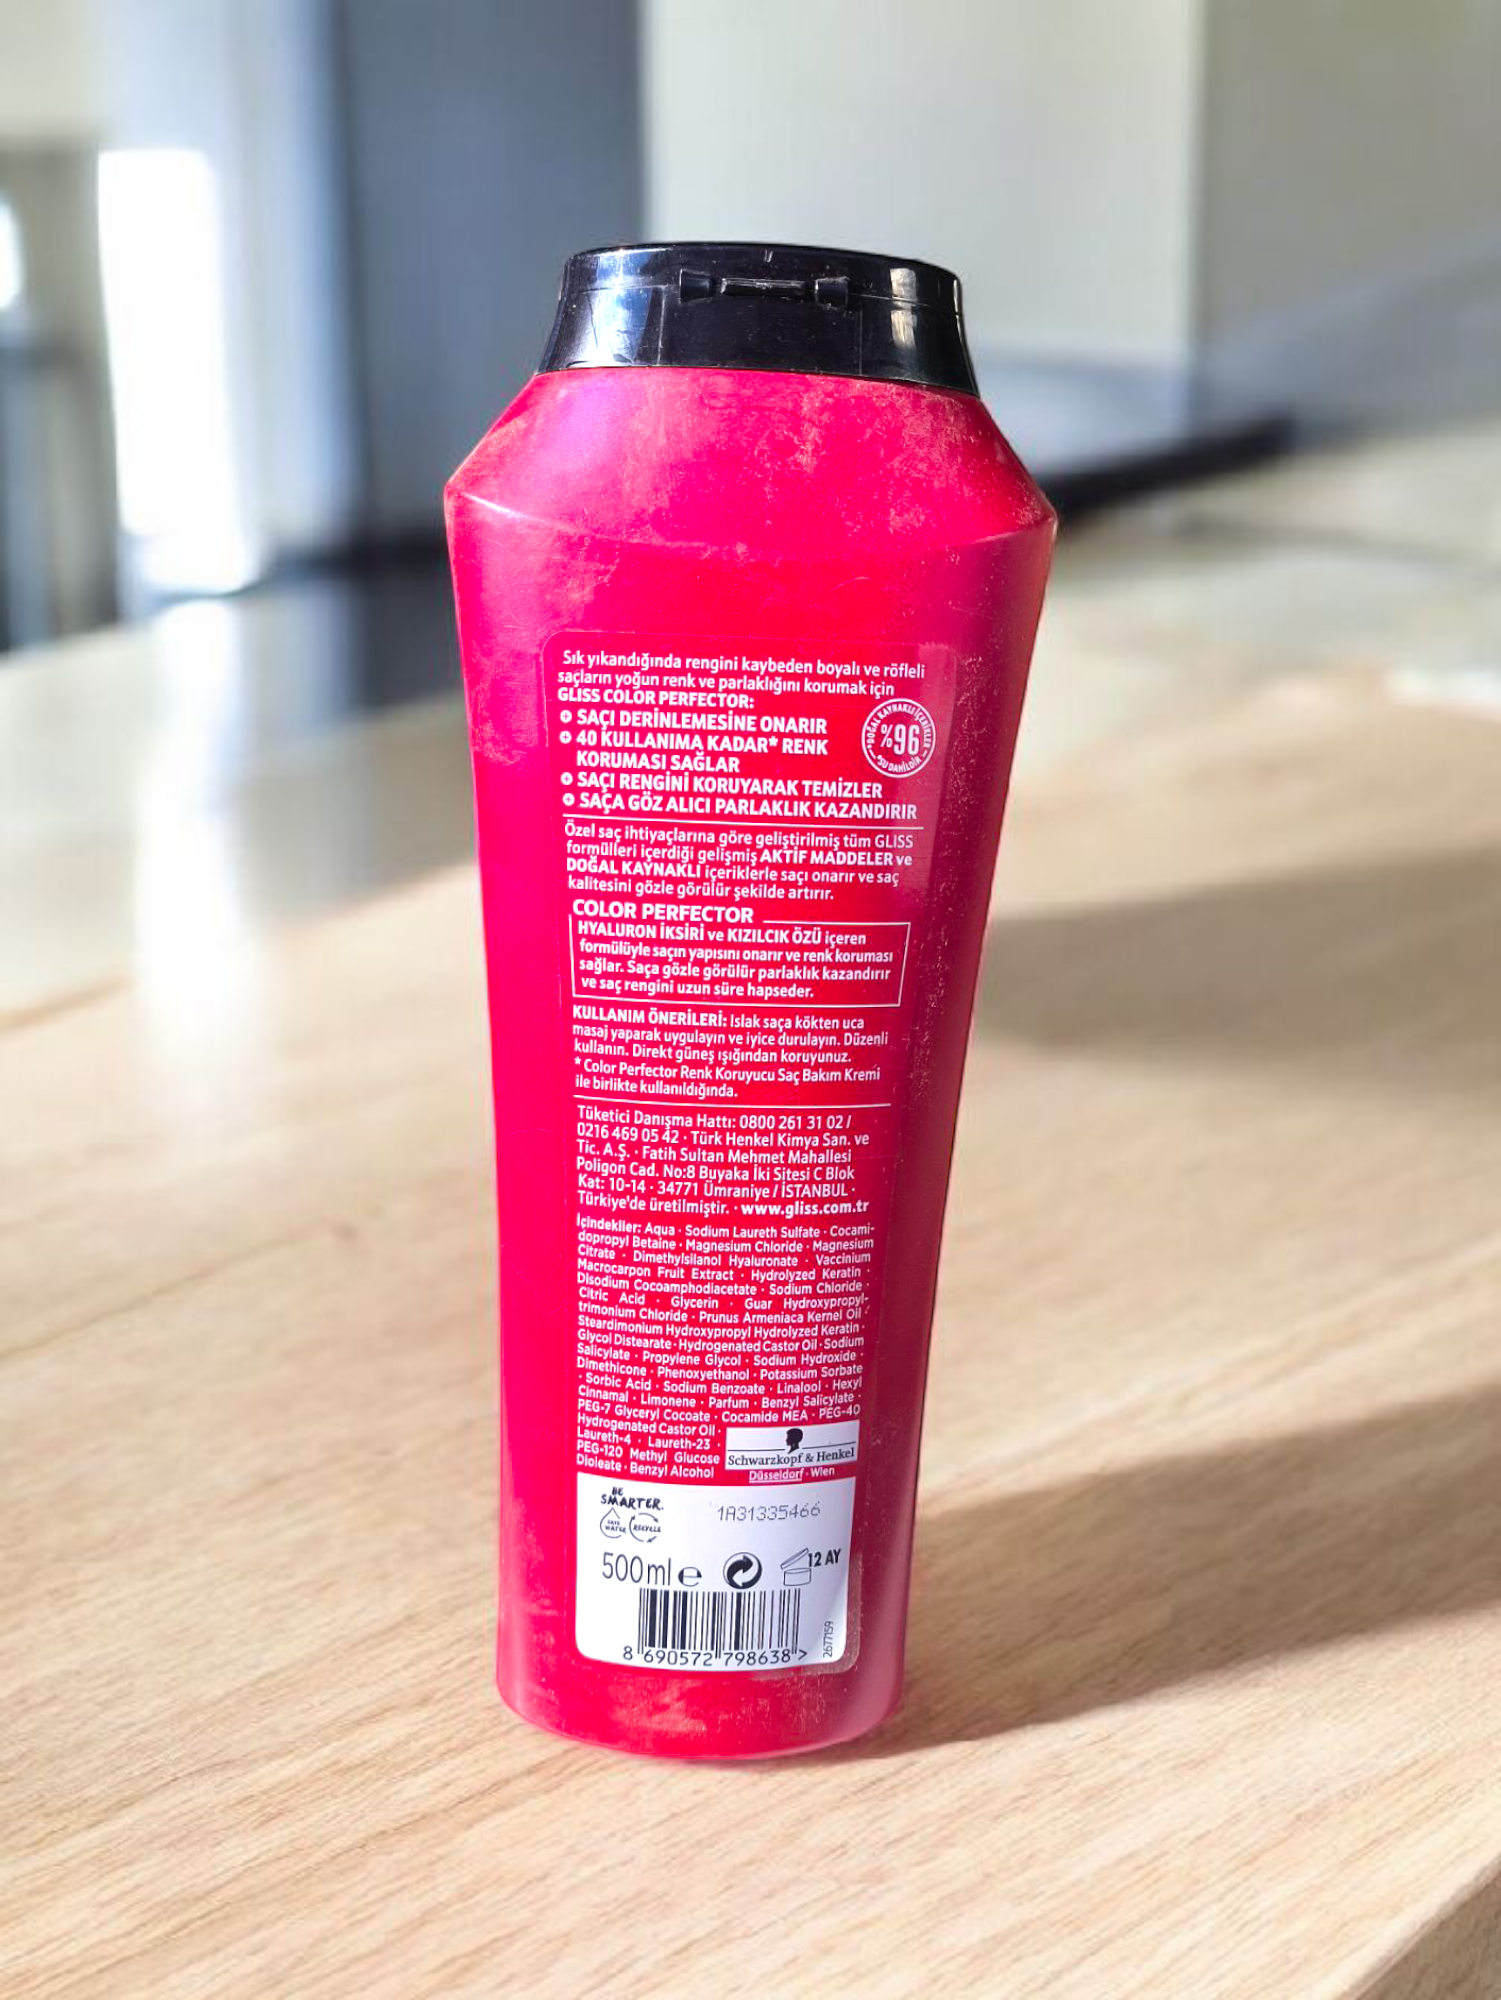 Sık yıkandığında rengini kaybeden boyalı ve röfleli
saçların yoğun renk ve parlaklığını korumak için
GLISS COLOR PERFECTOR:
SAÇI DERİNLEMESİNE ONARIR
40 KULLANIMA KADAR* RENK
KORUMASI SAĞLAR
SAÇI RENGİNİ KORUYARAK TEMİZLER
SAÇA GÖZ ALICI PARLAKLIK KAZANDIRIR
DOĞAL KAYNAKLI İÇERİKLER
%96
*SU DAHİLDİR
Özel saç ihtiyaçlarına göre geliştirilmiş tüm GLISS
formülleri içerdiği gelişmiş AKTİF MADDELER ve
DOĞAL KAYNAKLI içeriklerle saçı onarır ve saç
kalitesini gözle görülür şekilde artırır.
COLOR PERFECTOR
HYALURON İKSİRİ ve KIZILCIK ÖZÜ içeren
formülüyle saçın yapısını onarır ve renk koruması
sağlar. Saça gözle görülür parlaklık kazandırır
ve saç rengini uzun süre hapseder.
KULLANIM ÖNERİLERİ: Islak saça kökten uca
masaj yaparak uygulayın ve iyice durulayın. Düzenli
kullanın. Direkt güneş ışığından koruyunuz.
* Color Perfector Renk Koruyucu Saç Bakım Kremi
ile birlikte kullanıldığında.
Tüketici Danışma Hattı: 0800 261 31 02 /
0216 469 05 42 · Türk Henkel Kimya San. ve
Tic. A.Ş. · Fatih Sultan Mehmet Mahallesi
Poligon Cad. No:8 Buyaka İki Sitesi C Blok
Kat: 10-14 · 34771 Ümraniye / İSTANBUL ·
Türkiye'de üretilmiştir. · www.gliss.com.tr
İçindekiler: Aqua · Sodium Laureth Sulfate · Cocami-
dopropyl Betaine · Magnesium Chloride · Magnesium
Citrate · Dimethylsilanol Hyaluronate · Vaccinium
Macrocarpon Fruit Extract · Hydrolyzed Keratin ·
Disodium Cocoamphodiacetate · Sodium Chloride ·
Citric Acid · Glycerin · Guar Hydroxypropyl-
trimonium Chloride · Prunus Armeniaca Kernel Oil ·
Steardimonium Hydroxypropyl Hydrolyzed Keratin ·
Glycol Distearate · Hydrogenated Castor Oil · Sodium
Salicylate · Propylene Glycol · Sodium Hydroxide ·
Dimethicone · Phenoxyethanol · Potassium Sorbate
· Sorbic Acid · Sodium Benzoate · Linalool · Hexyl
Cinnamal · Limonene · Parfum · Benzyl Salicylate ·
PEG-7 Glyceryl Cocoate · Cocamide MEA · PEG-40
Hydrogenated Castor Oil ·
Laureth-4 · Laureth-23 ·
PEG-120 Methyl Glucose
Dioleate · Benzyl Alcohol
Schwarzkopf & Henkel
Düsseldorf · Wien
BE
SMARTER.
SAVE
WATER
RECYCLE
1A31335466
500 ml e
12 AY
8 690572 798638 >
2677159